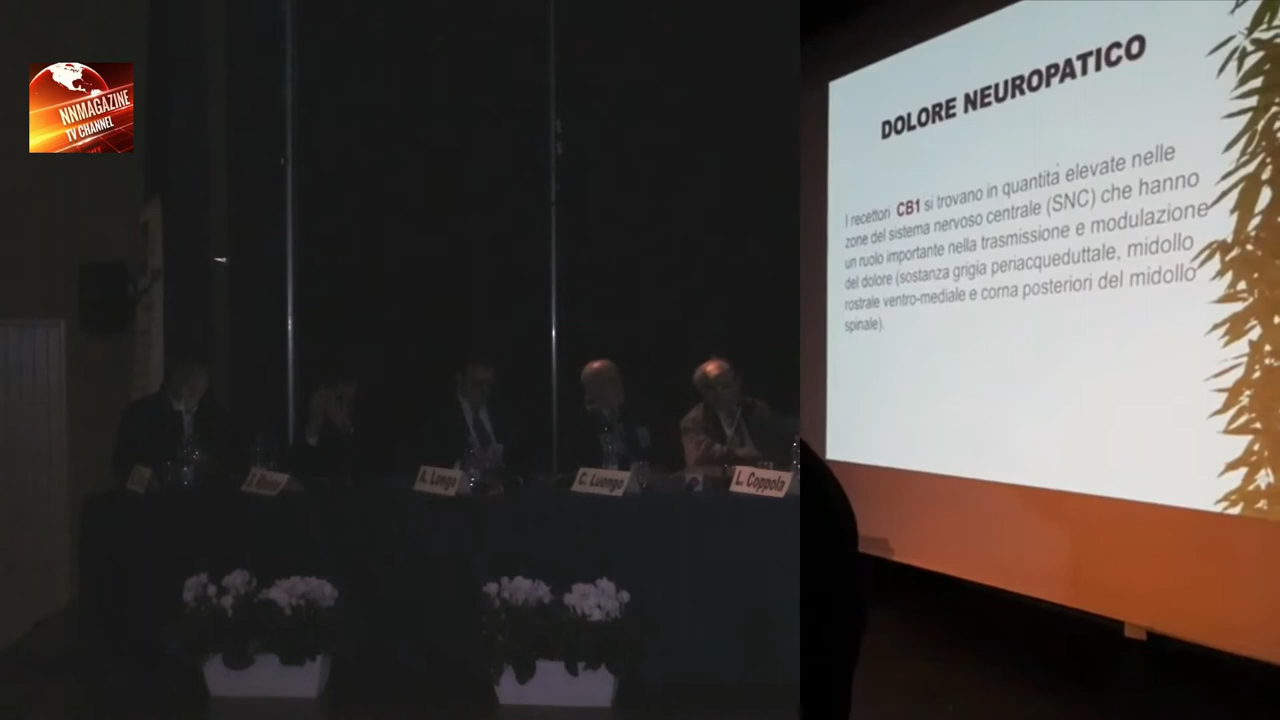 NNMAGAZINE
TV CHANNEL
A. Longo
C. Luongo
L. Coppola
DOLORE NEUROPATICO
I recettori CB1 si trovano in quantità elevate nelle
zone del sistema nervoso centrale (SNC) che hanno
un ruolo importante nella trasmissione e modulazione
del dolore (sostanza grigia periacqueduttale, midollo
rostrale ventro-mediale e corna posteriori del midollo
spinale).